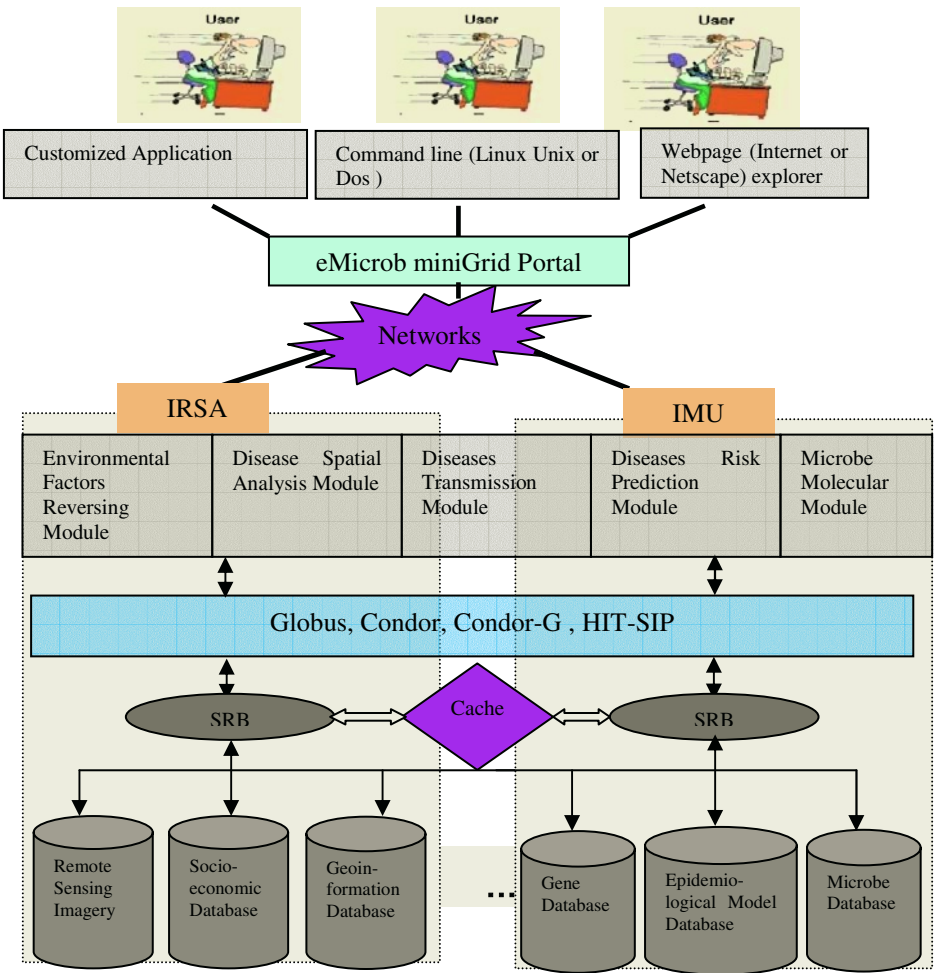 User
User
User
Customized Application
Command line (Linux Unix or
Dos )
Webpage (Internet or
Netscape) explorer
eMicrob miniGrid Portal
Networks
IRSA
IMU
Environmental
Factors
Reversing
Module
Disease Spatial
Analysis Module
Diseases
Transmission
Module
Diseases Risk
Prediction
Module
Microbe
Molecular
Module
Globus, Condor, Condor-G , HIT-SIP
SRB
Cache
SRB
Remote
Sensing
Imagery
Socio-
economic
Database
Geoin-
formation
Database
...
Gene
Database
Epidemio-
logical Model
Database
Microbe
Database